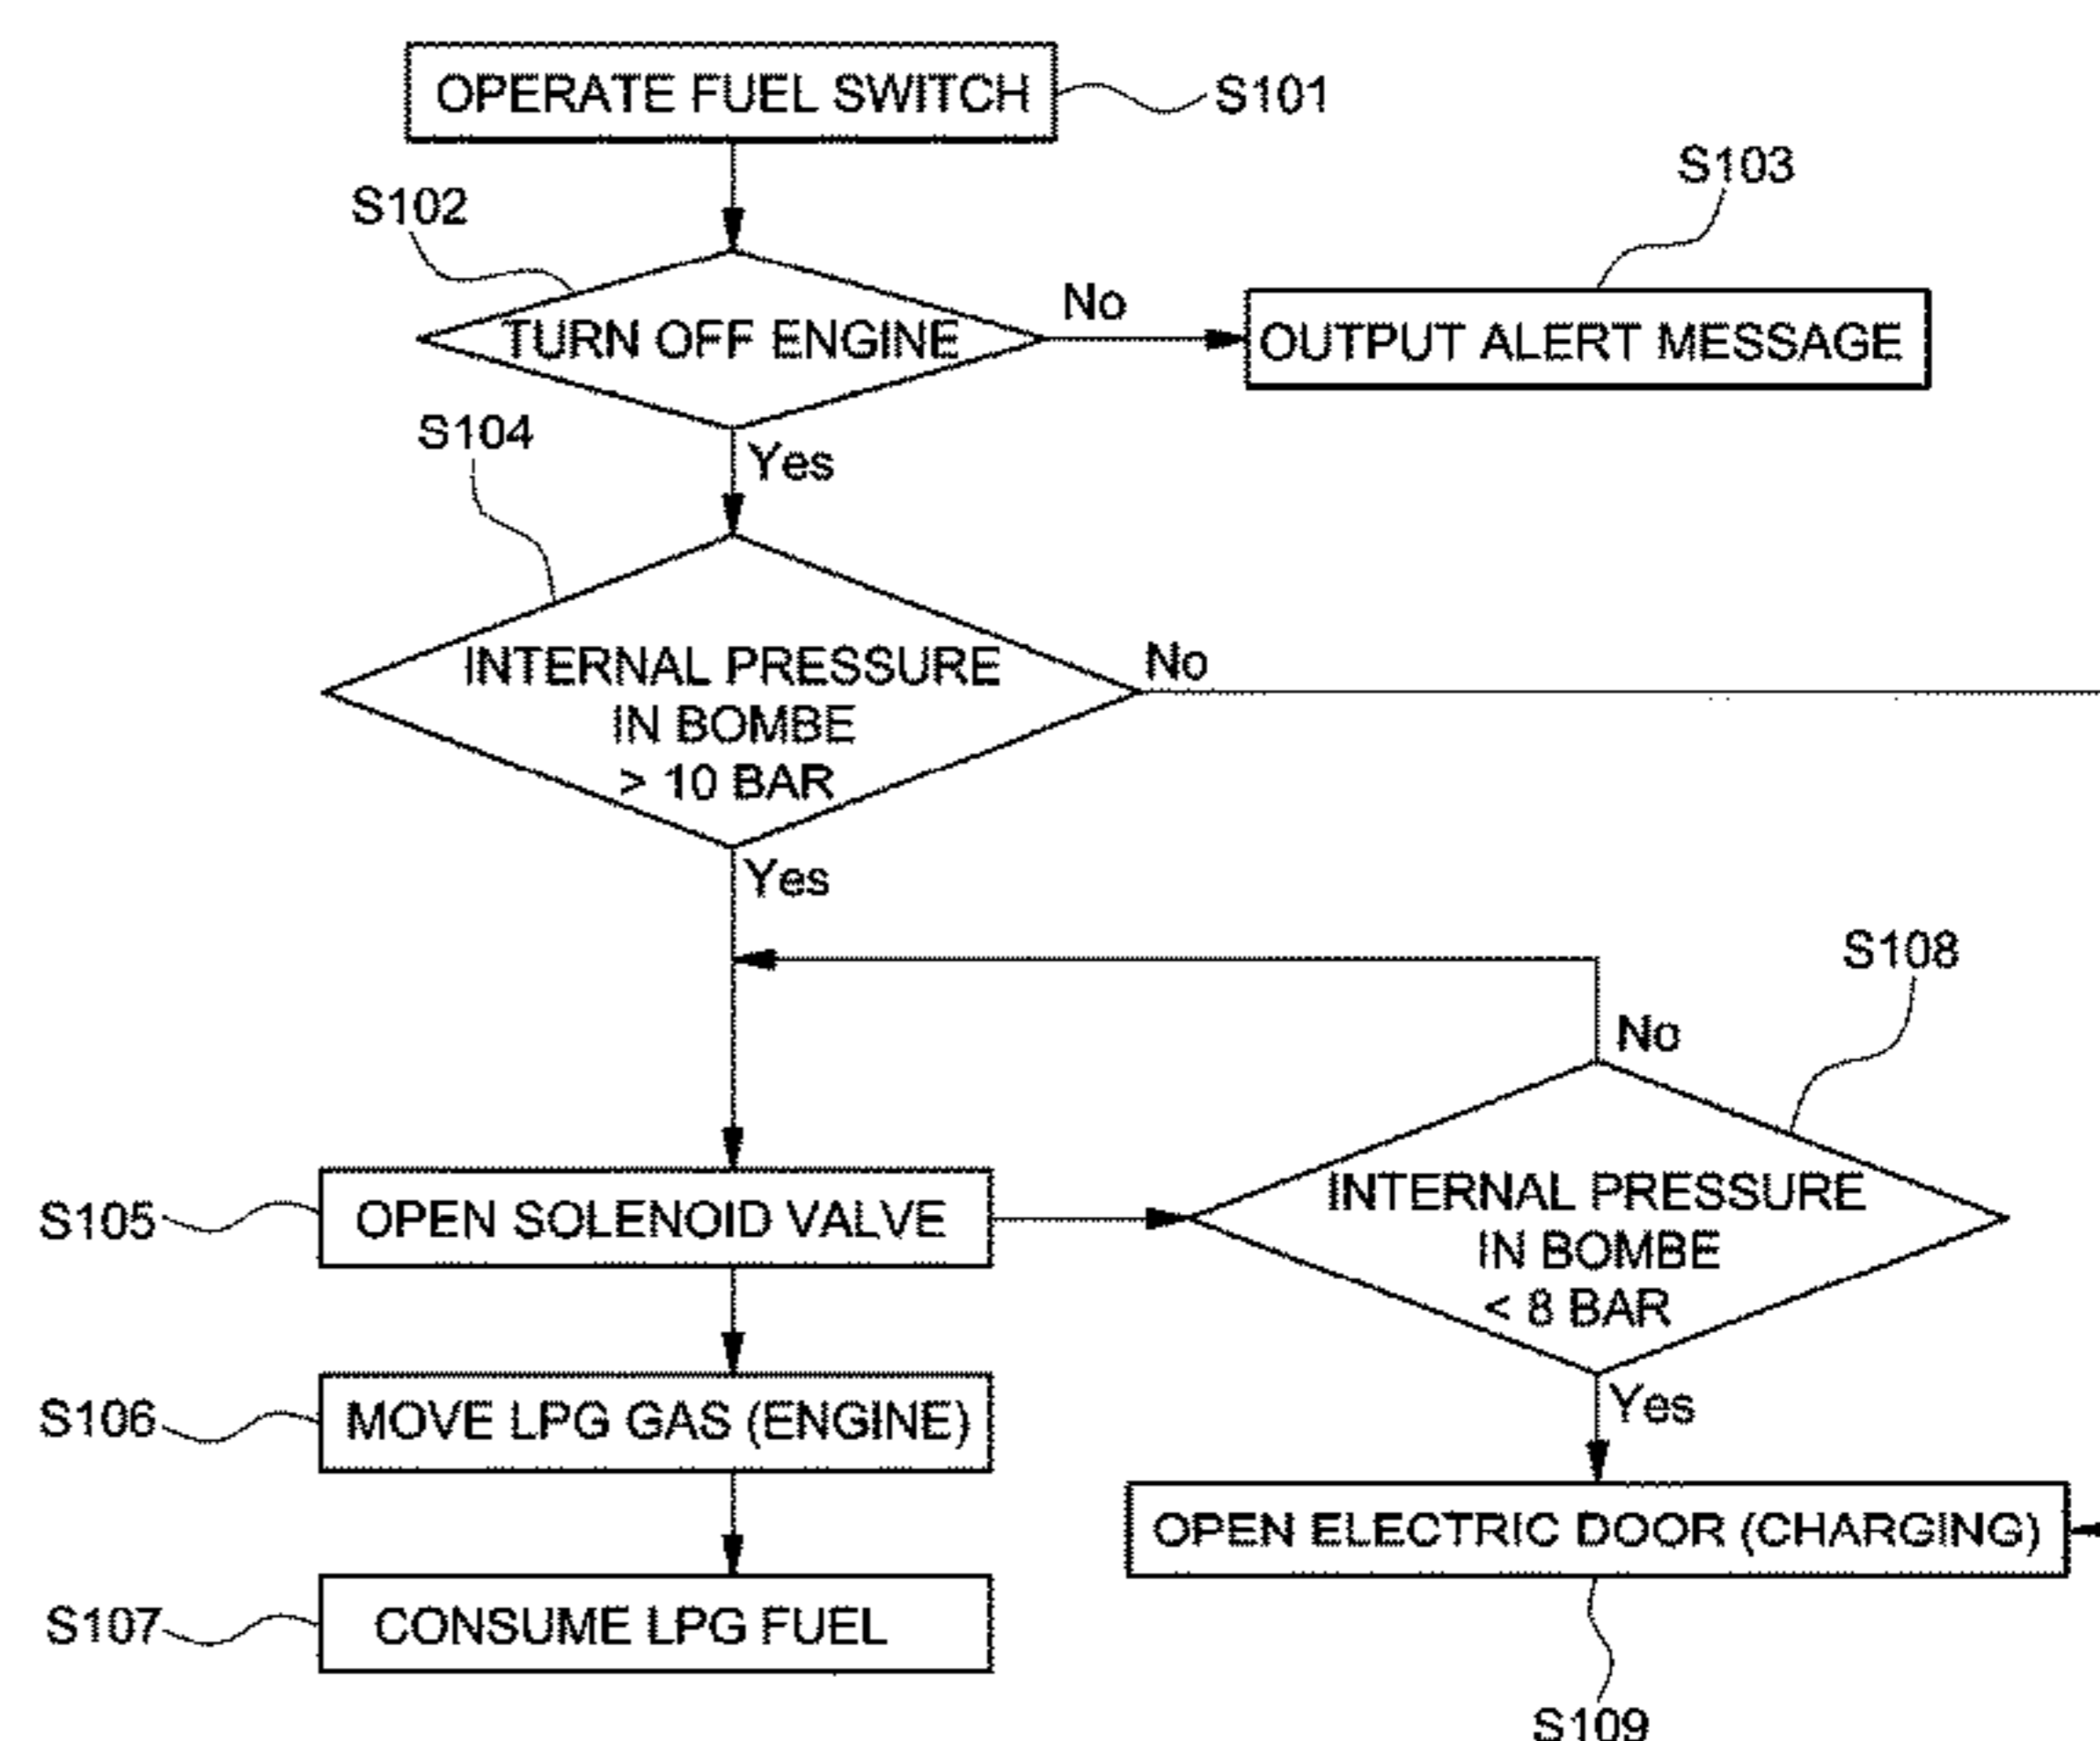 OPERATE FUEL SWITCH
S101
S102
S103
TURN OFF ENGINE
No
OUTPUT ALERT MESSAGE
Yes
S104
INTERNAL PRESSURE
IN BOMBE
> 10 BAR
No
Yes
S108
No
INTERNAL PRESSURE
IN BOMBE
< 8 BAR
Yes
S105
OPEN SOLENOID VALVE
S106
MOVE LPG GAS (ENGINE)
OPEN ELECTRIC DOOR (CHARGING)
S107
CONSUME LPG FUEL
S109